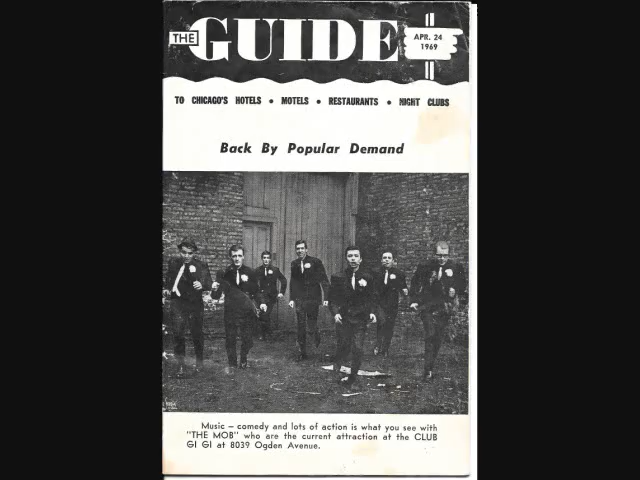 THE GUIDE
APR. 24
1969
TO CHICAGO'S HOTELS • MOTELS • RESTAURANTS • NIGHT CLUBS
Back By Popular Demand
Music — comedy and lots of action is what you see with
"THE MOB" who are the current attraction at the CLUB
GI GI at 8039 Ogden Avenue.